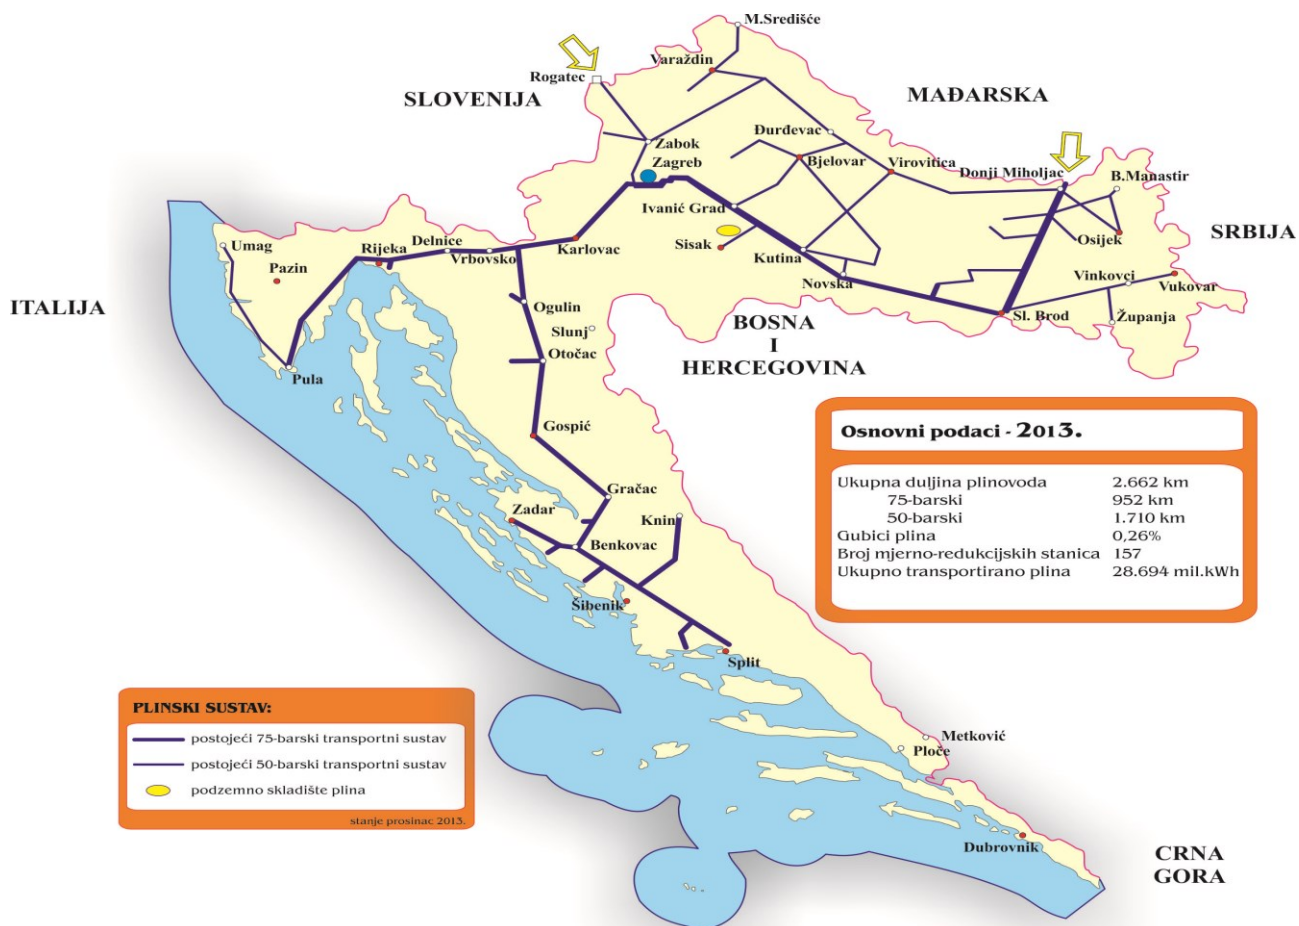 M.Središće
Varaždin
Rogatec
SLOVENIJA
MAĐARSKA
Đurđevac
Zabok
Zagreb
Bjelovar
Virovitica
Donji Miholjac
B.Manastir
Ivanić Grad
Umag
Rijeka
Delnice
Vrbovsko
Karlovac
Sisak
Kutina
Osijek
SRBIJA
Pazin
Novska
Vinkovci
Vukovar
ITALIJA
Ogulin
Slunj
Otočac
BOSNA
I
HERCEGOVINA
Sl. Brod
Županja
Pula
Gospić
Osnovni podaci - 2013.
Ukupna duljina plinovoda 2.662 km
75-barski 952 km
50-barski 1.710 km
Gubici plina 0,26%
Broj mjerno-redukcijskih stanica 157
Ukupno transportirano plina 28.694 mil.kWh
Gračac
Zadar
Knin
Benkovac
Šibenik
Split
PLINSKI SUSTAV:
postojeći 75-barski transportni sustav
postojeći 50-barski transportni sustav
podzemno skladište plina
stanje prosinac 2013.
Metković
Ploče
Dubrovnik
CRNA
GORA